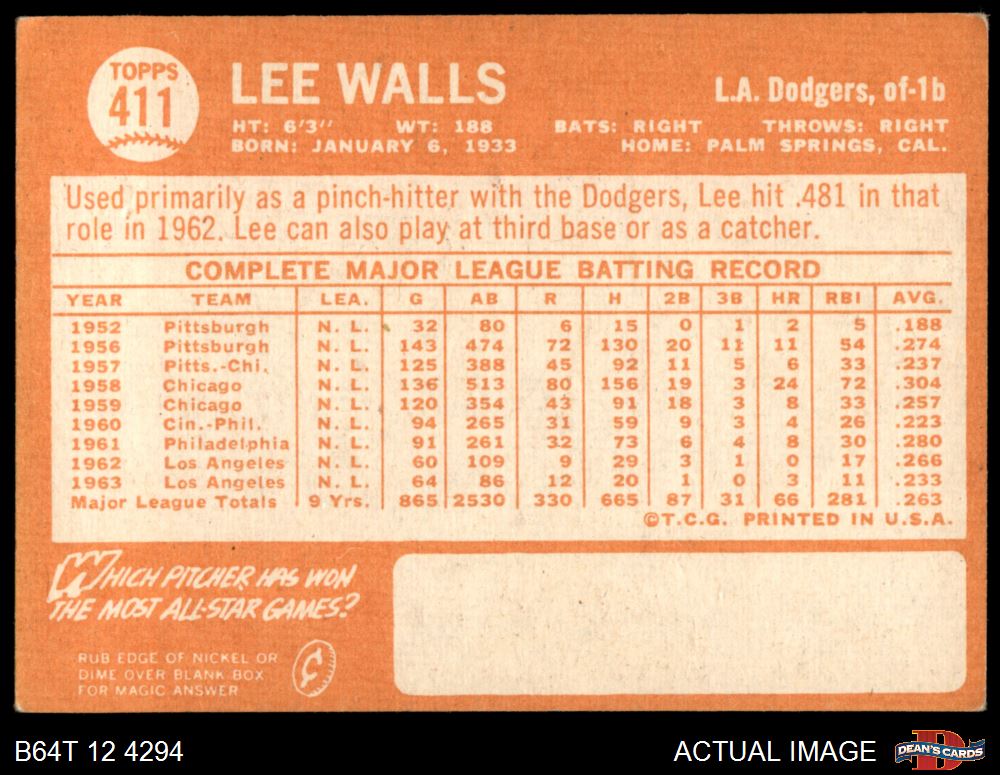 TOPPS
411
LEE WALLS
L.A. Dodgers, of-1b
HT: 6'3" WT: 188 BATS: RIGHT THROWS: RIGHT
BORN: JANUARY 6, 1933 HOME: PALM SPRINGS, CAL.
Used primarily as a pinch-hitter with the Dodgers, Lee hit .481 in that
role in 1962. Lee can also play at third base or as a catcher.
COMPLETE MAJOR LEAGUE BATTING RECORD
YEAR TEAM LEA. G AB R H 2B 3B HR RBI AVG.
1952 Pittsburgh N. L. 32 80 6 15 0 1 2 5 .188
1956 Pittsburgh N. L. 143 474 72 130 20 11 11 54 .274
1957 Pitts.-Chi. N. L. 125 388 45 92 11 5 6 33 .237
1958 Chicago N. L. 136 513 80 156 19 3 24 72 .304
1959 Chicago N. L. 120 354 43 91 18 3 8 33 .257
1960 Cin.-Phil. N. L. 94 265 31 59 9 3 4 26 .223
1961 Philadelphia N. L. 91 261 32 73 6 4 8 30 .280
1962 Los Angeles N. L. 60 109 9 29 3 1 0 17 .266
1963 Los Angeles N. L. 64 86 12 20 1 0 3 11 .233
Major League Totals 9 Yrs. 865 2530 330 665 87 31 66 281 .263
©T.C.G. PRINTED IN U.S.A.
WHICH PITCHER HAS WON
THE MOST ALL-STAR GAMES?
RUB EDGE OF NICKEL OR
DIME OVER BLANK BOX
FOR MAGIC ANSWER
¢
B64T 12 4294
ACTUAL IMAGE
DEAN'S CARDS